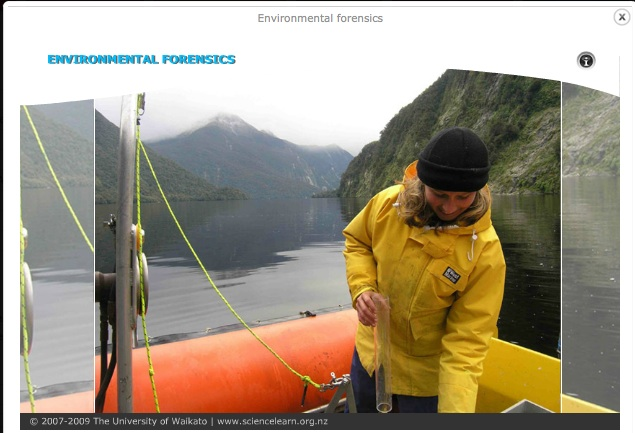 Environmental forensics
ENVIRONMENTAL FORENSICS
© 2007-2009 The University of Waikato | www.sciencelearn.org.nz